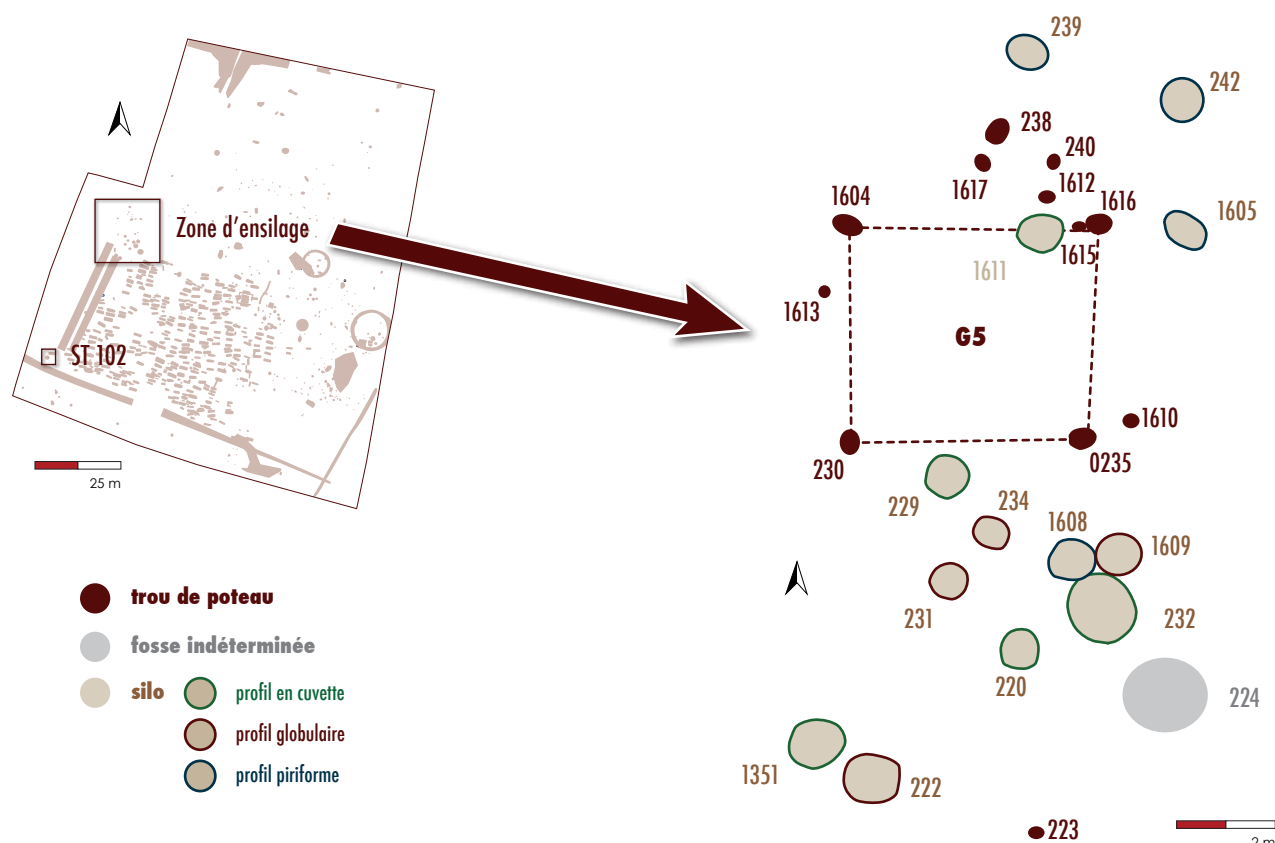 Zone d'ensilage
ST 102
25 m
trou de poteau
fosse indéterminée
silo
profil en cuvette
profil globulaire
profil piriforme
239
242
238
240
1617
1612
1604
1616
1605
1615
1611
1613
G5
1610
230
0235
229
234
1608
1609
231
232
220
224
1351
222
223
2 m